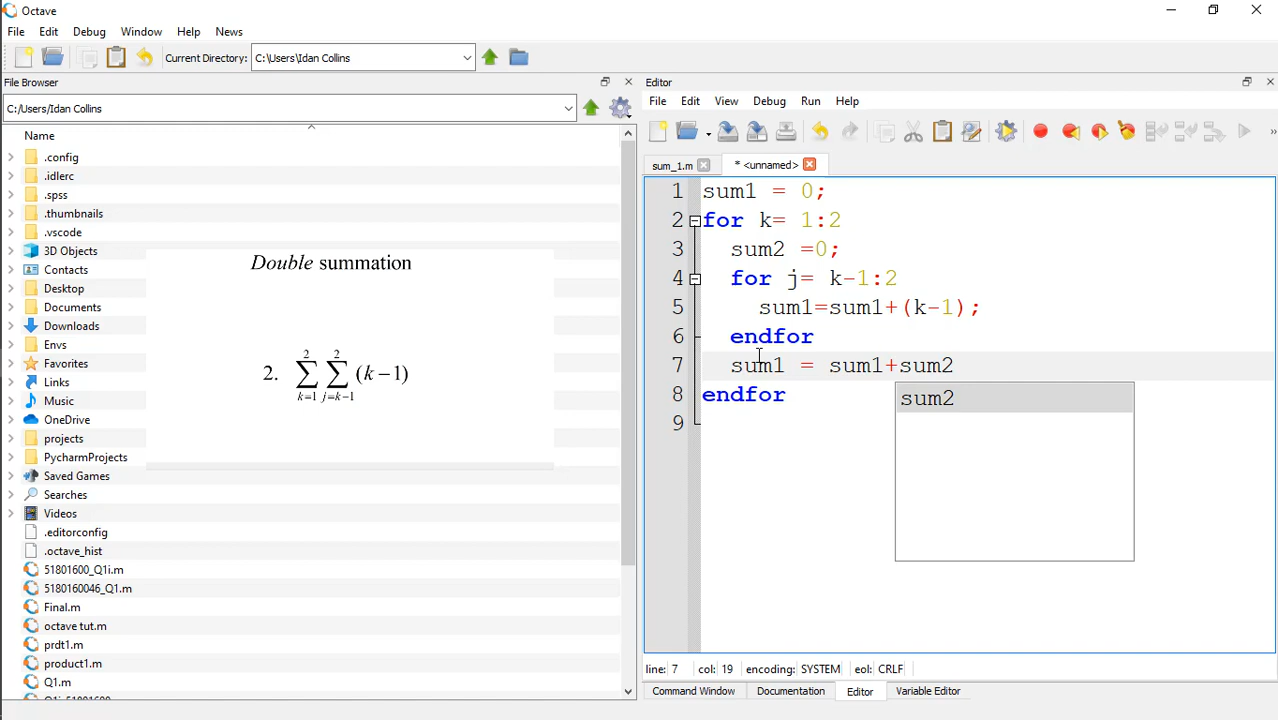 Octave
File Edit Debug Window Help News
Current Directory: C:\Users\Idan Collins
File Browser
C:/Users/Idan Collins
Name
.config
.idlerc
.spss
.thumbnails
.vscode
3D Objects
Contacts
Desktop
Documents
Downloads
Envs
Favorites
Links
Music
OneDrive
projects
PycharmProjects
Saved Games
Searches
Videos
.editorconfig
.octave_hist
51801600_Q1i.m
5180160046_Q1.m
Final.m
octave tut.m
prdt1.m
product1.m
Q1.m
Double summation
2. ∑_{k=1}^{2} ∑_{j=k−1}^{2} (k − 1)
Editor
File Edit View Debug Run Help
sum_1.m * <unnamed>
1 sum1 = 0;
2 for k= 1:2
3 sum2 =0;
4 for j= k-1:2
5 sum1=sum1+(k-1);
6 endfor
7 sum1 = sum1+sum2
8 endfor
9
sum2
line: 7 col: 19 encoding: SYSTEM eol: CRLF
Command Window Documentation Editor Variable Editor